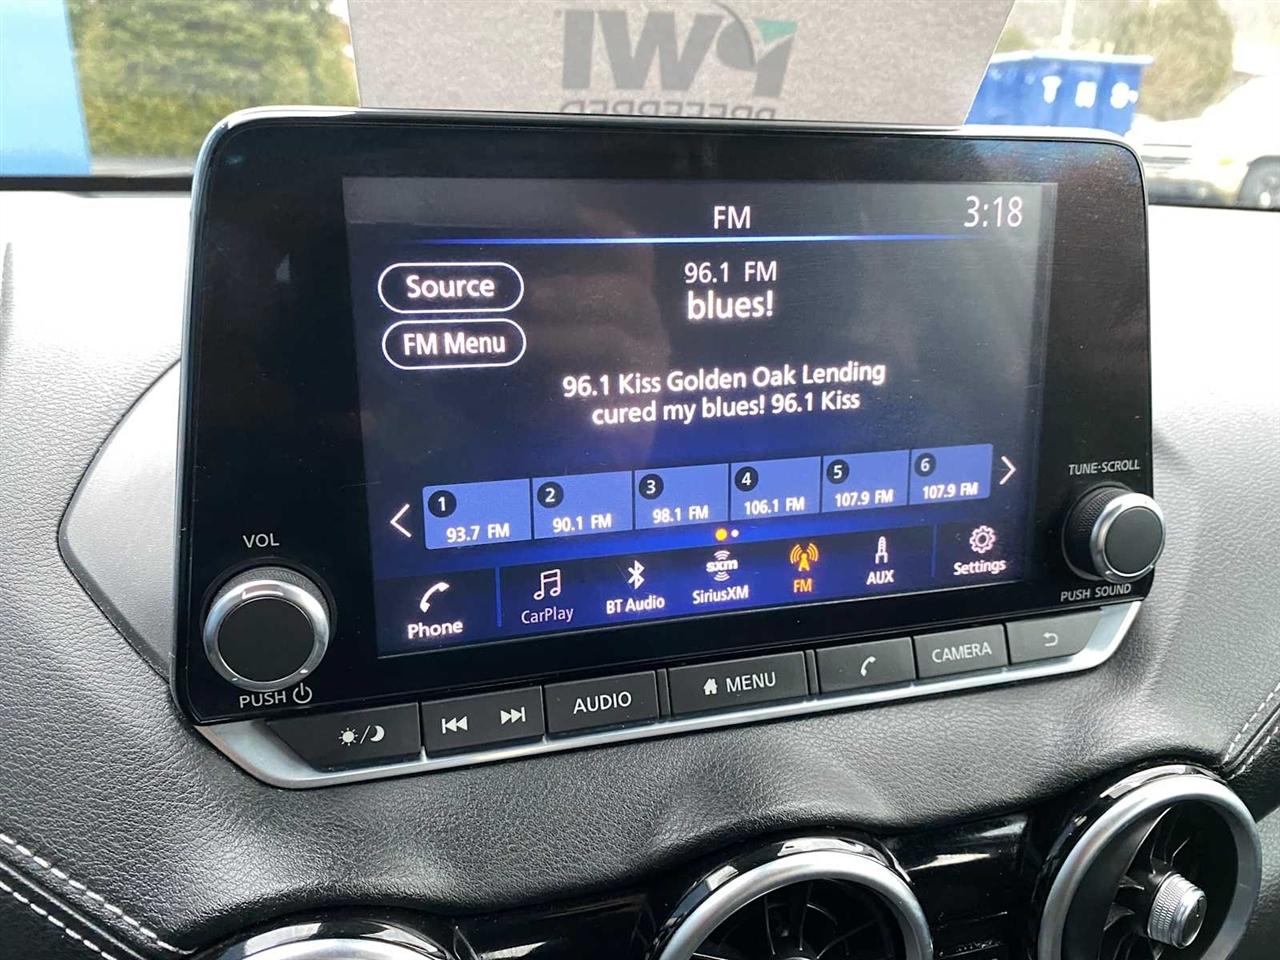 PWI
PREFERRED
T N S
FM
3:18
Source
96.1 FM
blues!
FM Menu
96.1 Kiss Golden Oak Lending
cured my blues! 96.1 Kiss
1
93.7 FM
2
90.1 FM
3
98.1 FM
4
106.1 FM
5
107.9 FM
6
107.9 FM
Phone
CarPlay
BT Audio
sxm
SiriusXM
FM
AUX
Settings
VOL
PUSH
TUNE·SCROLL
PUSH SOUND
AUDIO
MENU
CAMERA